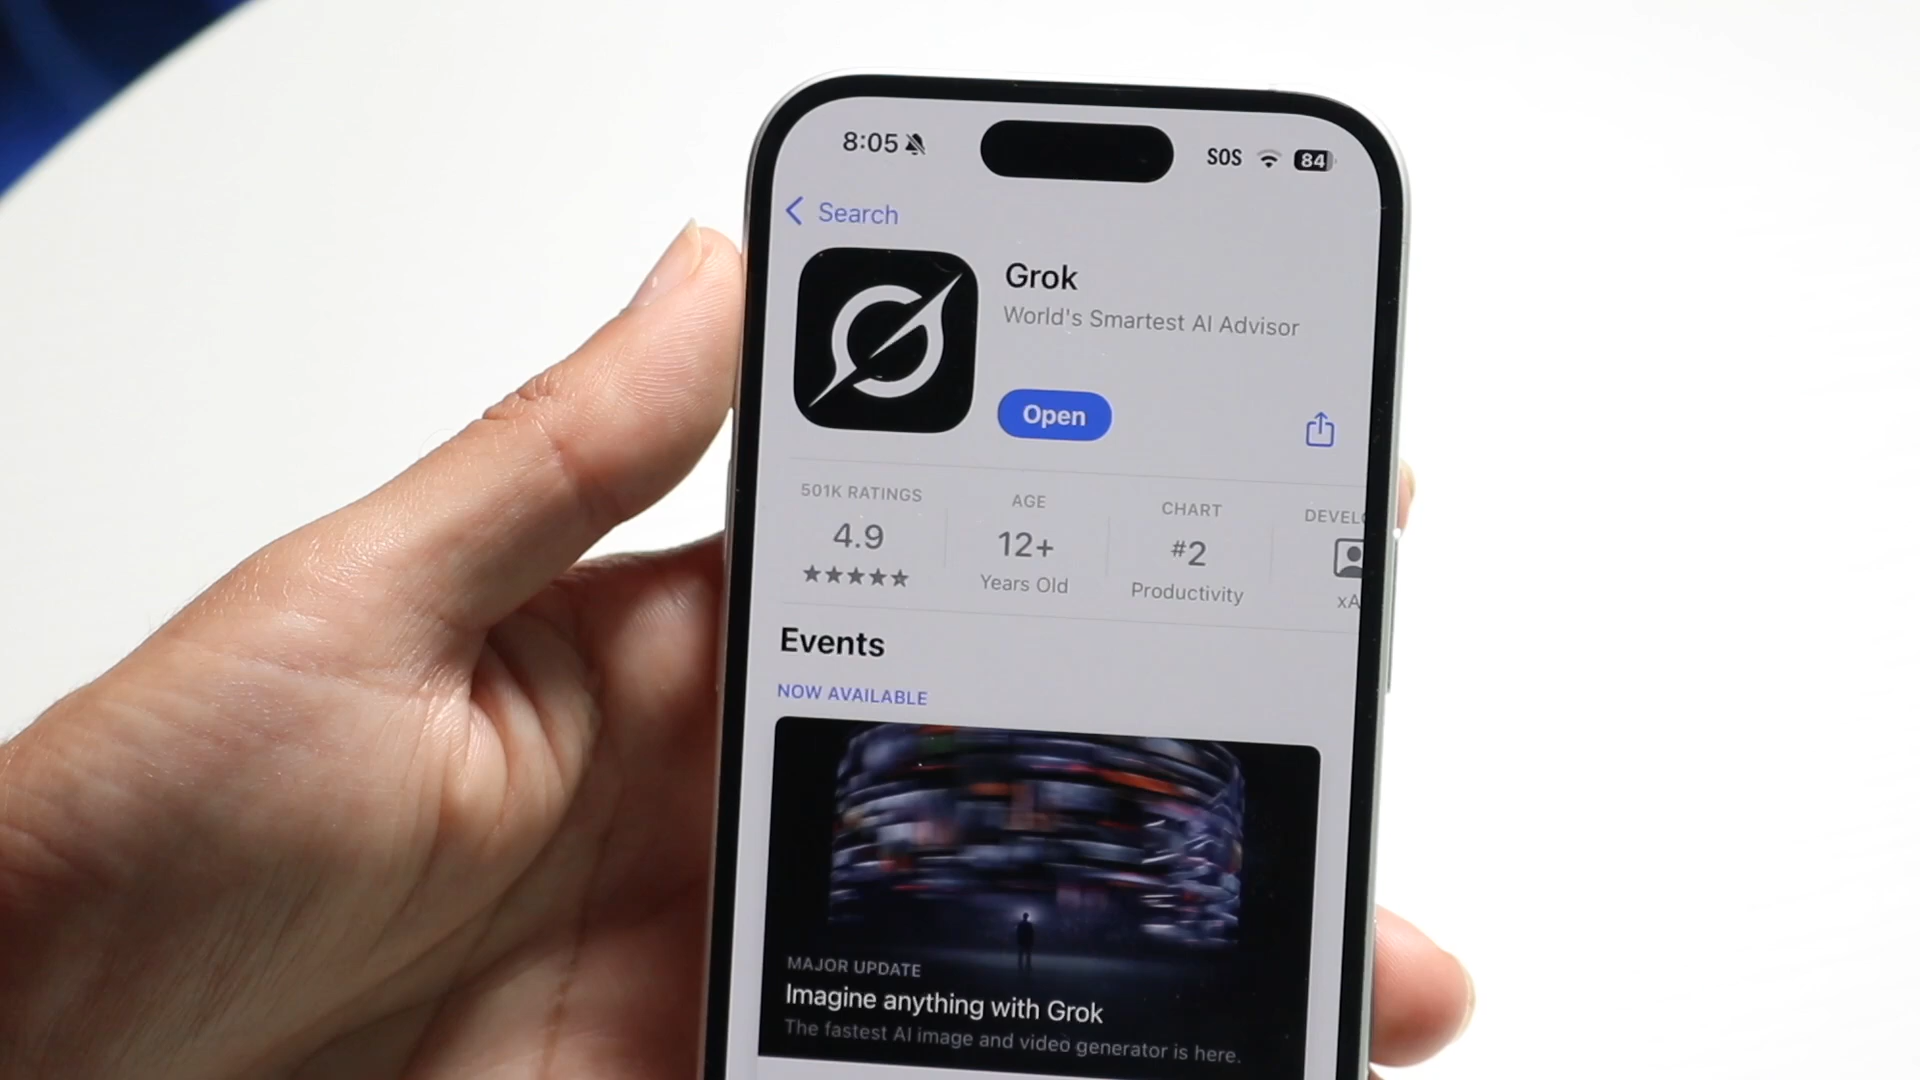 8:05
SOS
84
Search
Grok
World's Smartest AI Advisor
Open
501K RATINGS
4.9
AGE
12+
Years Old
CHART
#2
Productivity
DEVELO
xA
Events
NOW AVAILABLE
MAJOR UPDATE
Imagine anything with Grok
The fastest AI image and video generator is here.